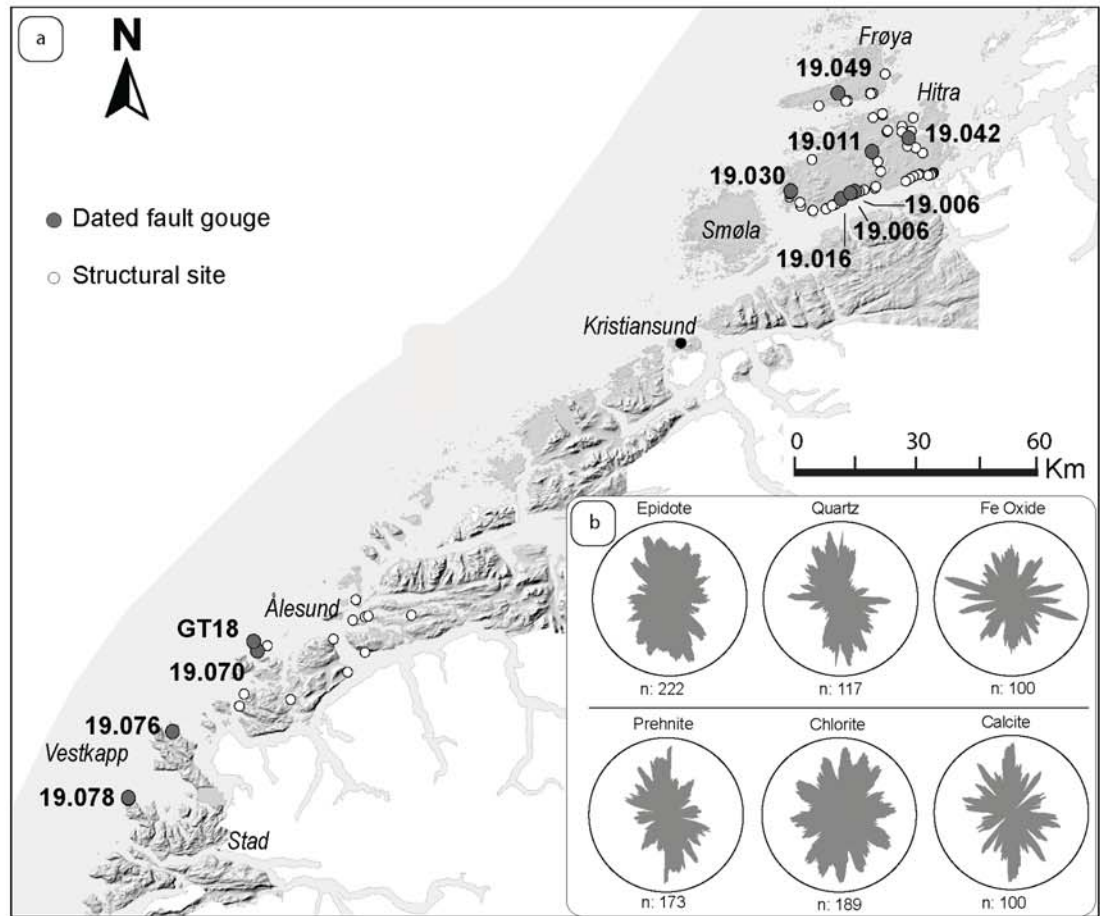 a
N
Frøya
19.049
Hitra
19.042
19.011
19.030
19.006
Smøla
19.006
19.016
Dated fault gouge
Structural site
Kristiansund
0 30 60
Km
Ålesund
GT18
19.070
19.076
Vestkapp
19.078
Stad
b
Epidote Quartz Fe Oxide
n: 222 n: 117 n: 100
Prehnite Chlorite Calcite
n: 173 n: 189 n: 100